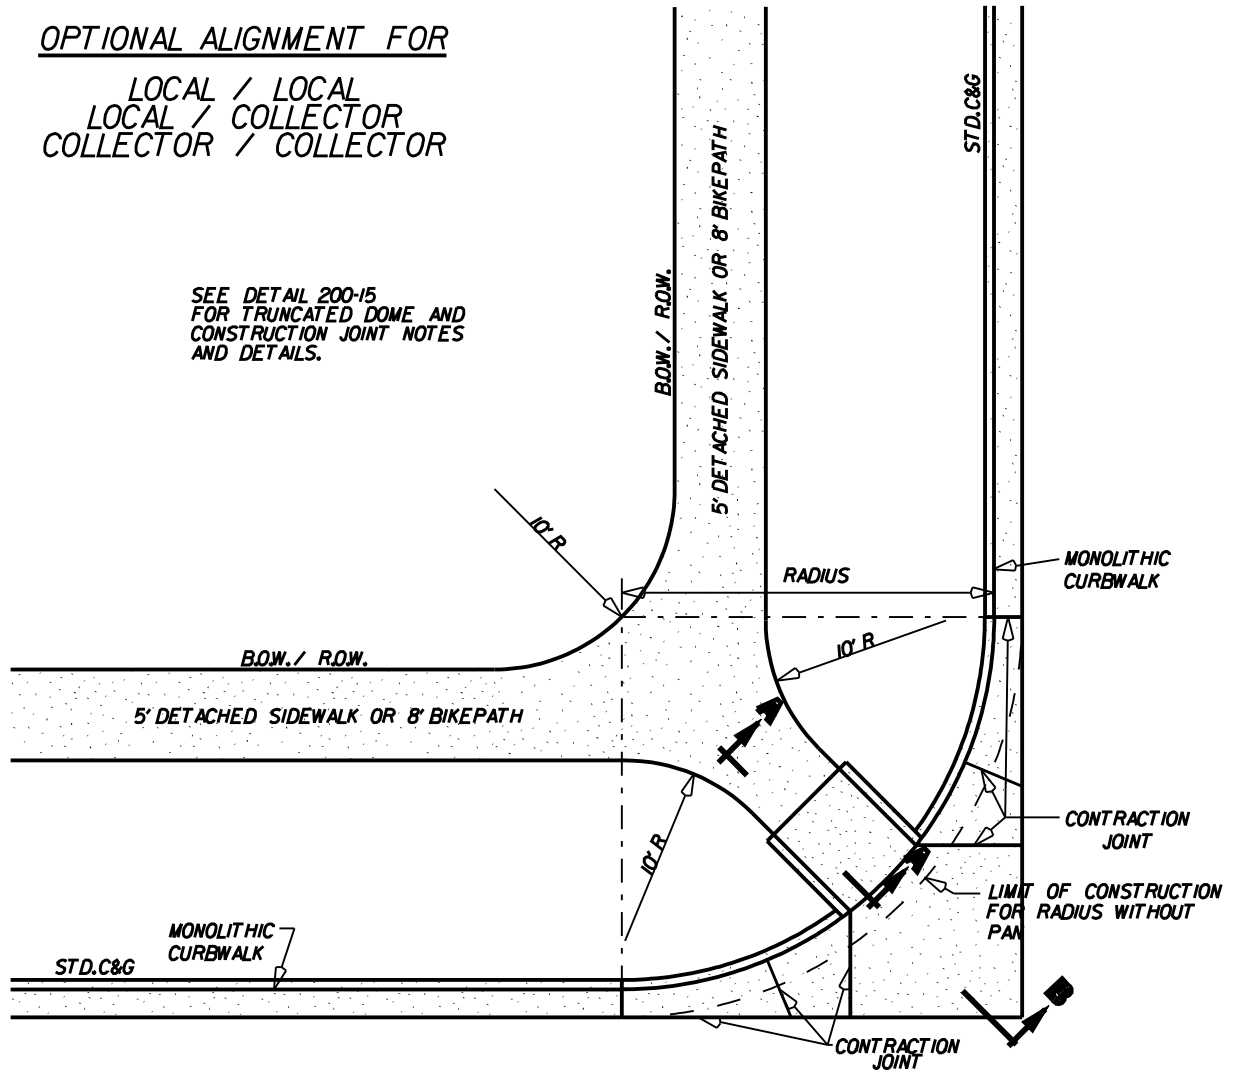 OPTIONAL ALIGNMENT FOR
LOCAL / LOCAL
LOCAL / COLLECTOR
COLLECTOR / COLLECTOR
STD.C&G
5' DETACHED SIDEWALK OR 8' BIKEPATH
B.O.W./ R.O.W.
SEE DETAIL 200-15
FOR TRUNCATED DOME AND
CONSTRUCTION JOINT NOTES
AND DETAILS.
10' R
RADIUS
MONOLITHIC
CURBWALK
10' R
B.O.W./ R.O.W.
5' DETACHED SIDEWALK OR 8' BIKEPATH
A
10' R
CONTRACTION
JOINT
A
LIMIT OF CONSTRUCTION
FOR RADIUS WITHOUT
PAN
MONOLITHIC
CURBWALK
STD.C&G
B
CONTRACTION
JOINT